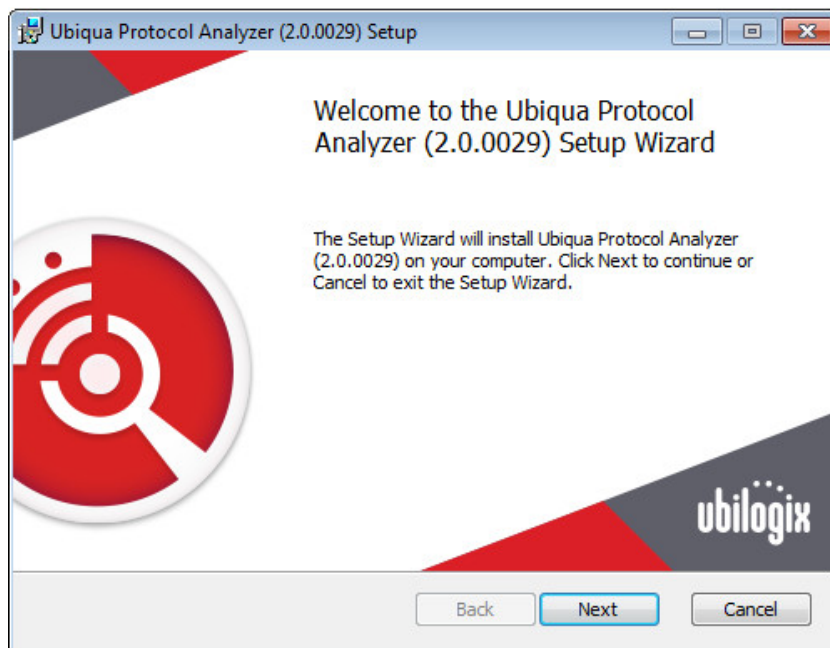 Ubiqua Protocol Analyzer (2.0.0029) Setup
Welcome to the Ubiqua Protocol
Analyzer (2.0.0029) Setup Wizard
The Setup Wizard will install Ubiqua Protocol Analyzer
(2.0.0029) on your computer. Click Next to continue or
Cancel to exit the Setup Wizard.
ubilogix
Back Next Cancel